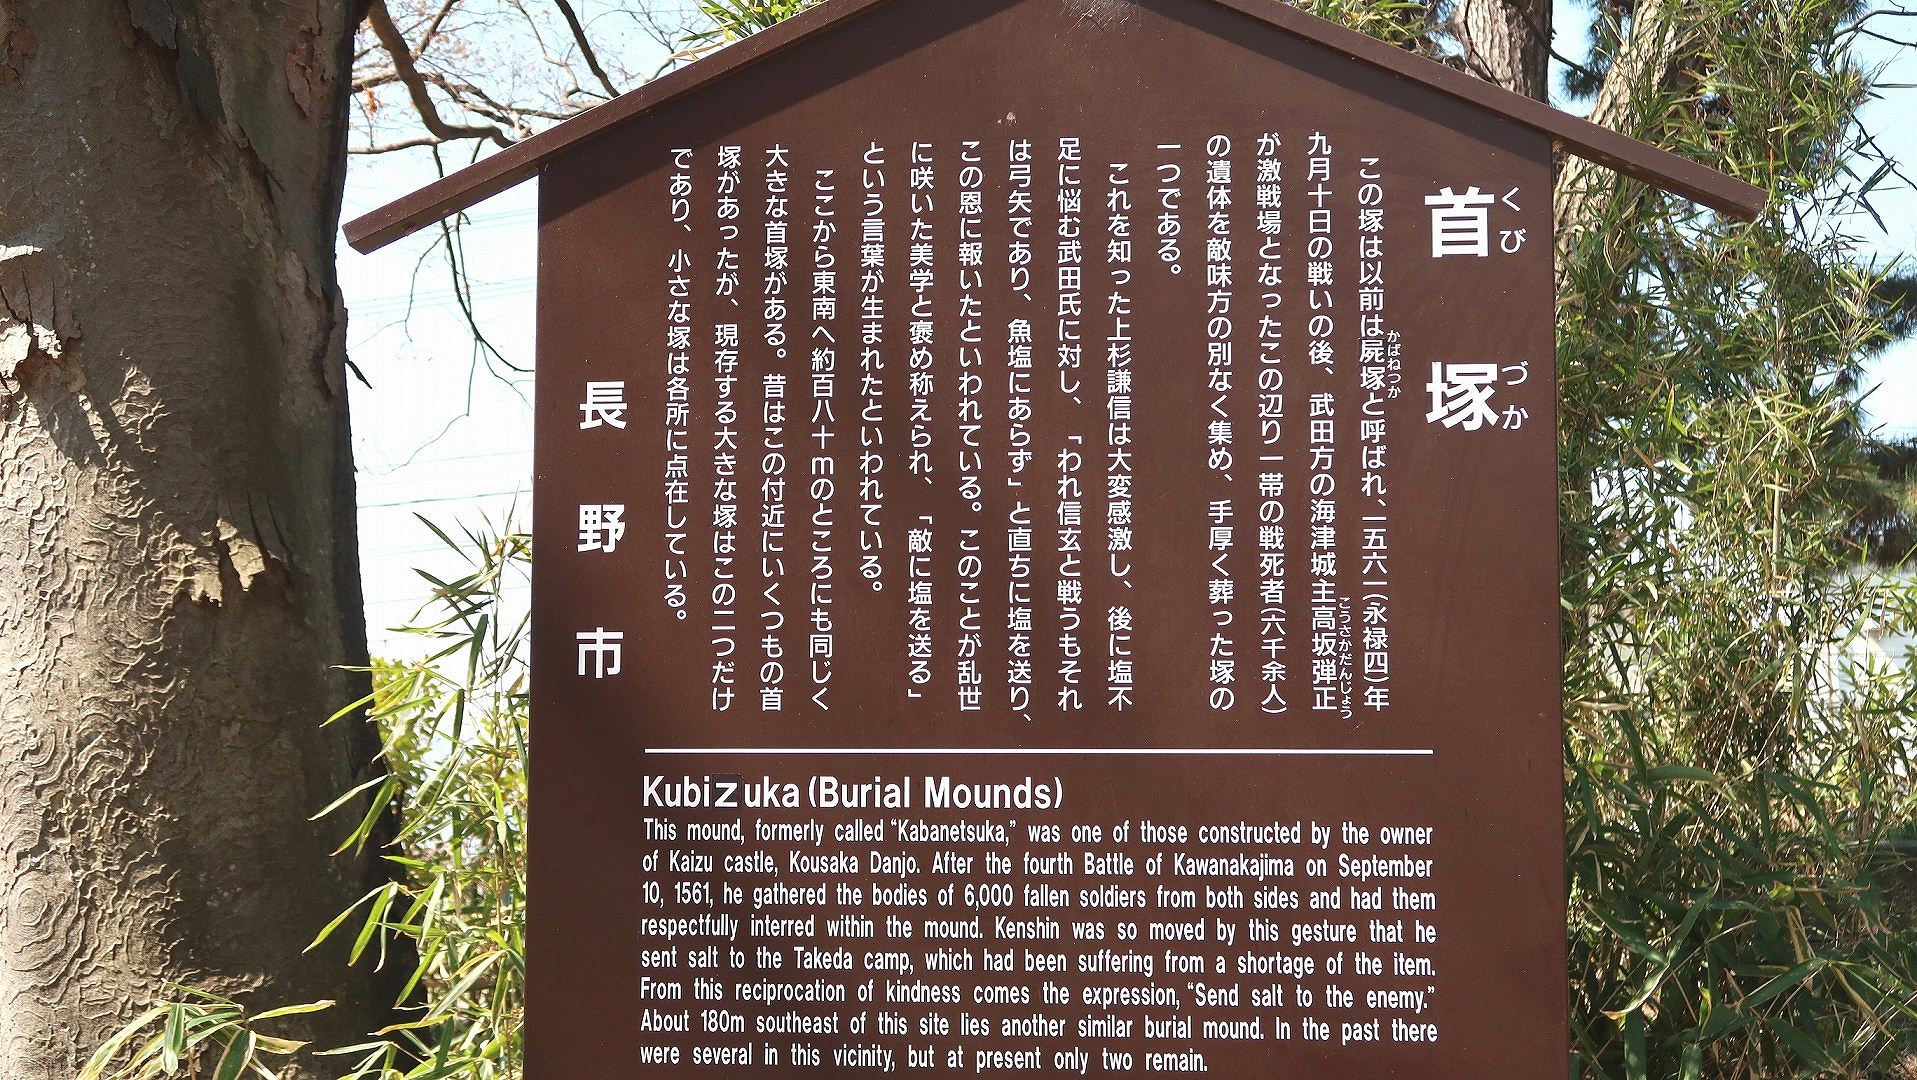 首塚
くびづか
この塚は以前は屍塚と呼ばれ、一五六一(永禄四)年
かばねつか
九月十日の戦いの後、武田方の海津城主高坂弾正
こうさかだんじょう
が激戦場となったこの辺り一帯の戦死者(六千余人)
の遺体を敵味方の別なく集め、手厚く葬った塚の
一つである。
これを知った上杉謙信は大変感激し、後に塩不
足に悩む武田氏に対し、「われ信玄と戦うもそれ
は弓矢であり、魚塩にあらず」と直ちに塩を送り、
この恩に報いたといわれている。このことが乱世
に咲いた美学と褒め称えられ、「敵に塩を送る」
という言葉が生まれたといわれている。
ここから東南へ約百八十mのところにも同じく
大きな首塚がある。昔はこの付近にいくつもの首
塚があったが、現存する大きな塚はこの二つだけ
であり、小さな塚は各所に点在している。
長野市
Kubizuka (Burial Mounds)
This mound, formerly called “Kabanetsuka,” was one of those constructed by the owner
of Kaizu castle, Kousaka Danjo. After the fourth Battle of Kawanakajima on September
10, 1561, he gathered the bodies of 6,000 fallen soldiers from both sides and had them
respectfully interred within the mound. Kenshin was so moved by this gesture that he
sent salt to the Takeda camp, which had been suffering from a shortage of the item.
From this reciprocation of kindness comes the expression, “Send salt to the enemy.”
About 180m southeast of this site lies another similar burial mound. In the past there
were several in this vicinity, but at present only two remain.